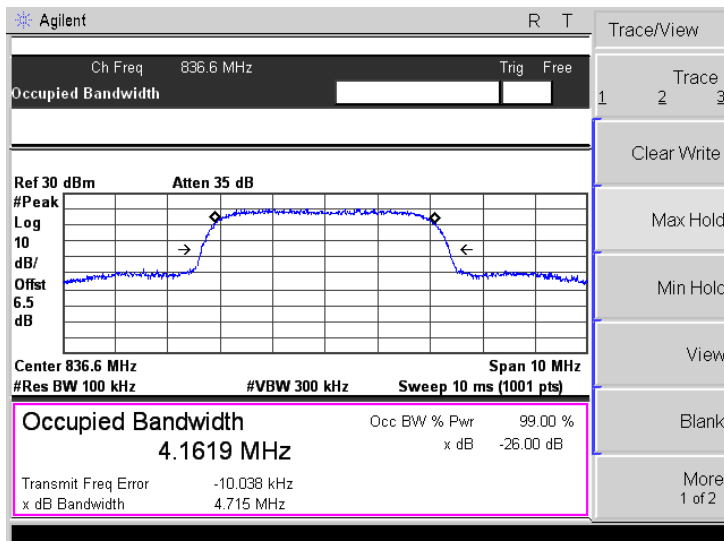 Agilent R T
Trace/View
Ch Freq 836.6 MHz Trig Free
Occupied Bandwidth
Trace
1 2 3
Clear Write
Max Hold
Min Hold
View
Blank
More
1 of 2
Ref 30 dBm Atten 35 dB
#Peak
Log
10
dB/
Offst
6.5
dB
Center 836.6 MHz Span 10 MHz
#Res BW 100 kHz #VBW 300 kHz Sweep 10 ms (1001 pts)
Occupied Bandwidth Occ BW % Pwr 99.00 %
4.1619 MHz x dB -26.00 dB
Transmit Freq Error -10.038 kHz
x dB Bandwidth 4.715 MHz